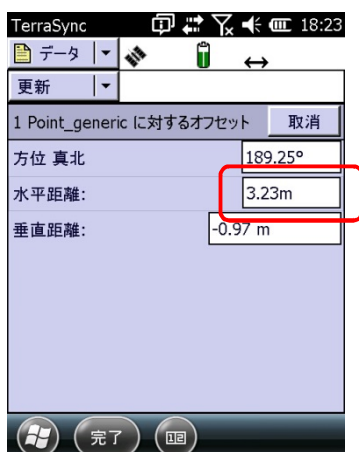 TerraSync 18:23
データ
更新
1 Point_generic に対するオフセット 取消
方位 真北 189.25°
水平距離: 3.23m
垂直距離: -0.97 m
完了